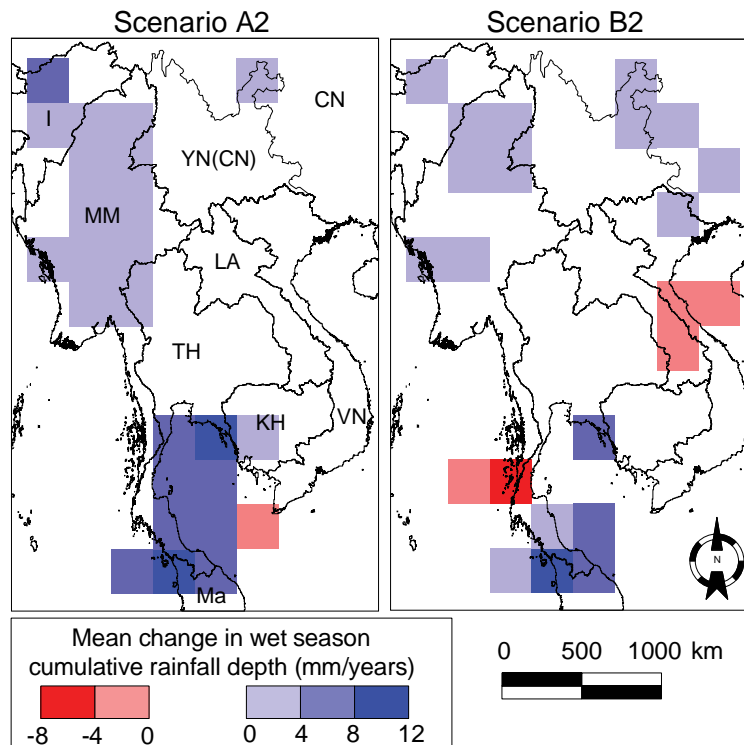 Scenario A2
Scenario B2
I
CN
YN(CN)
MM
LA
TH
KH
VN
Ma
N
Mean change in wet season
cumulative rainfall depth (mm/years)
-8 -4 0
0 4 8 12
0 500 1000 km